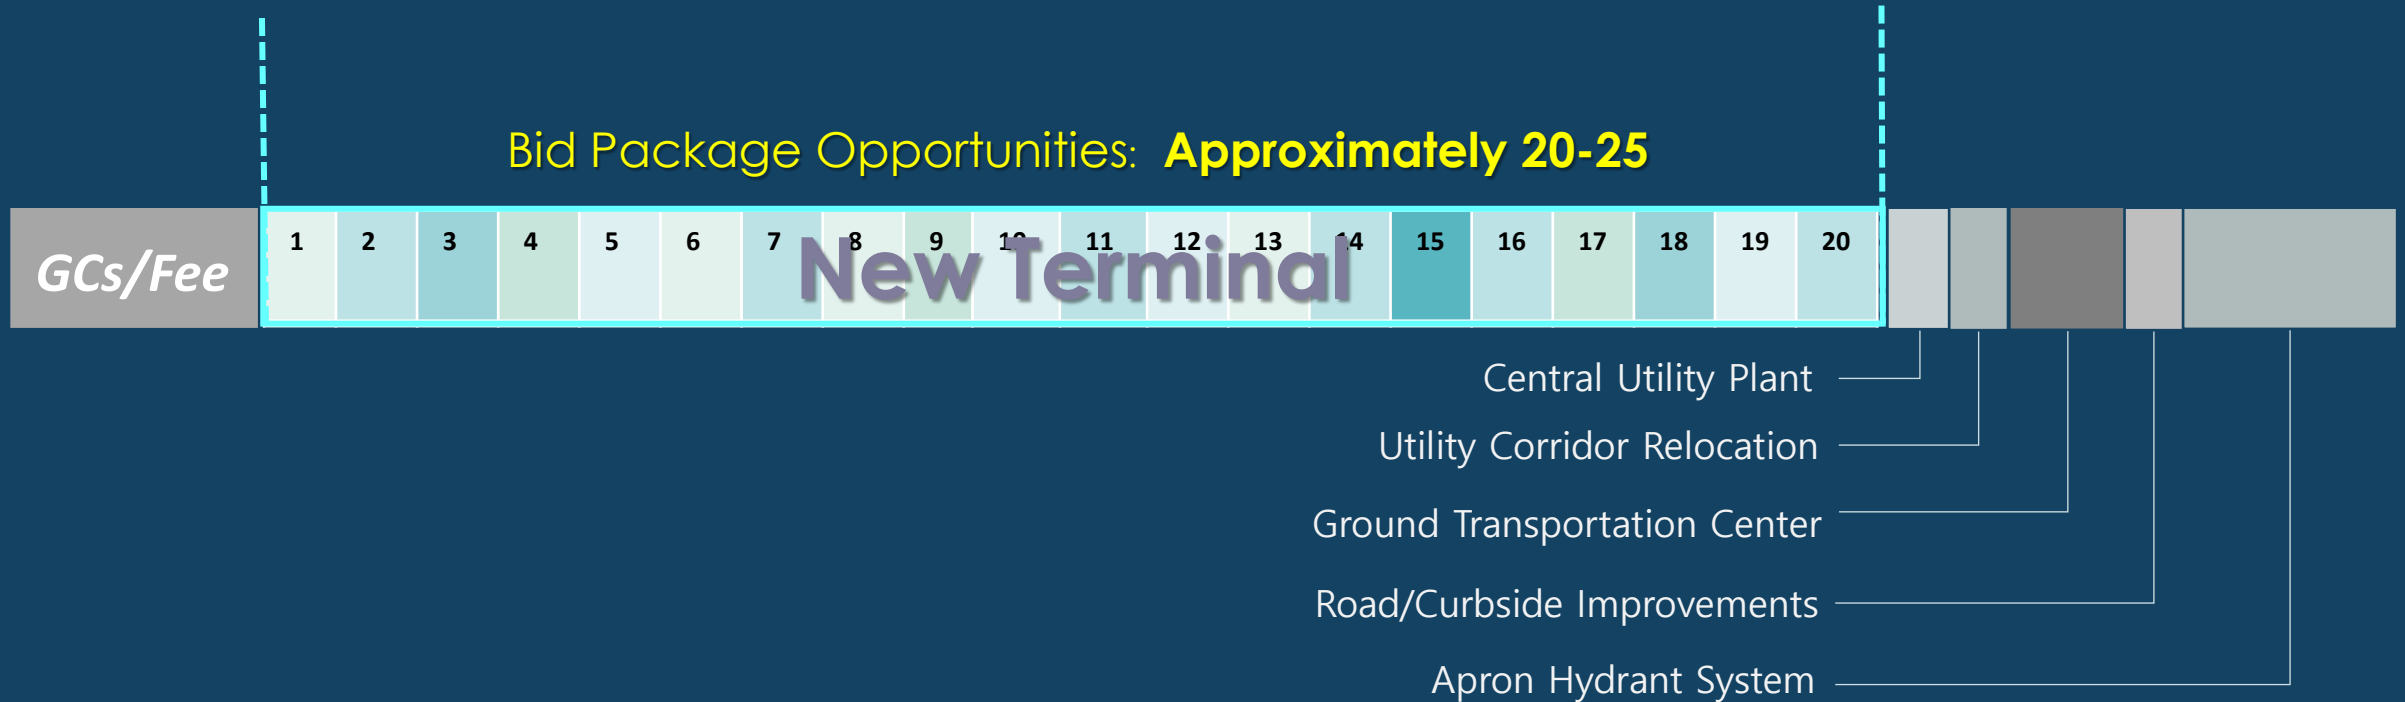 Bid Package Opportunities: Approximately 20-25
GCs/Fee
1 2 3 4 5 6 7 8 9 10 11 12 13 14 15 16 17 18 19 20
New Terminal
Central Utility Plant
Utility Corridor Relocation
Ground Transportation Center
Road/Curbside Improvements
Apron Hydrant System